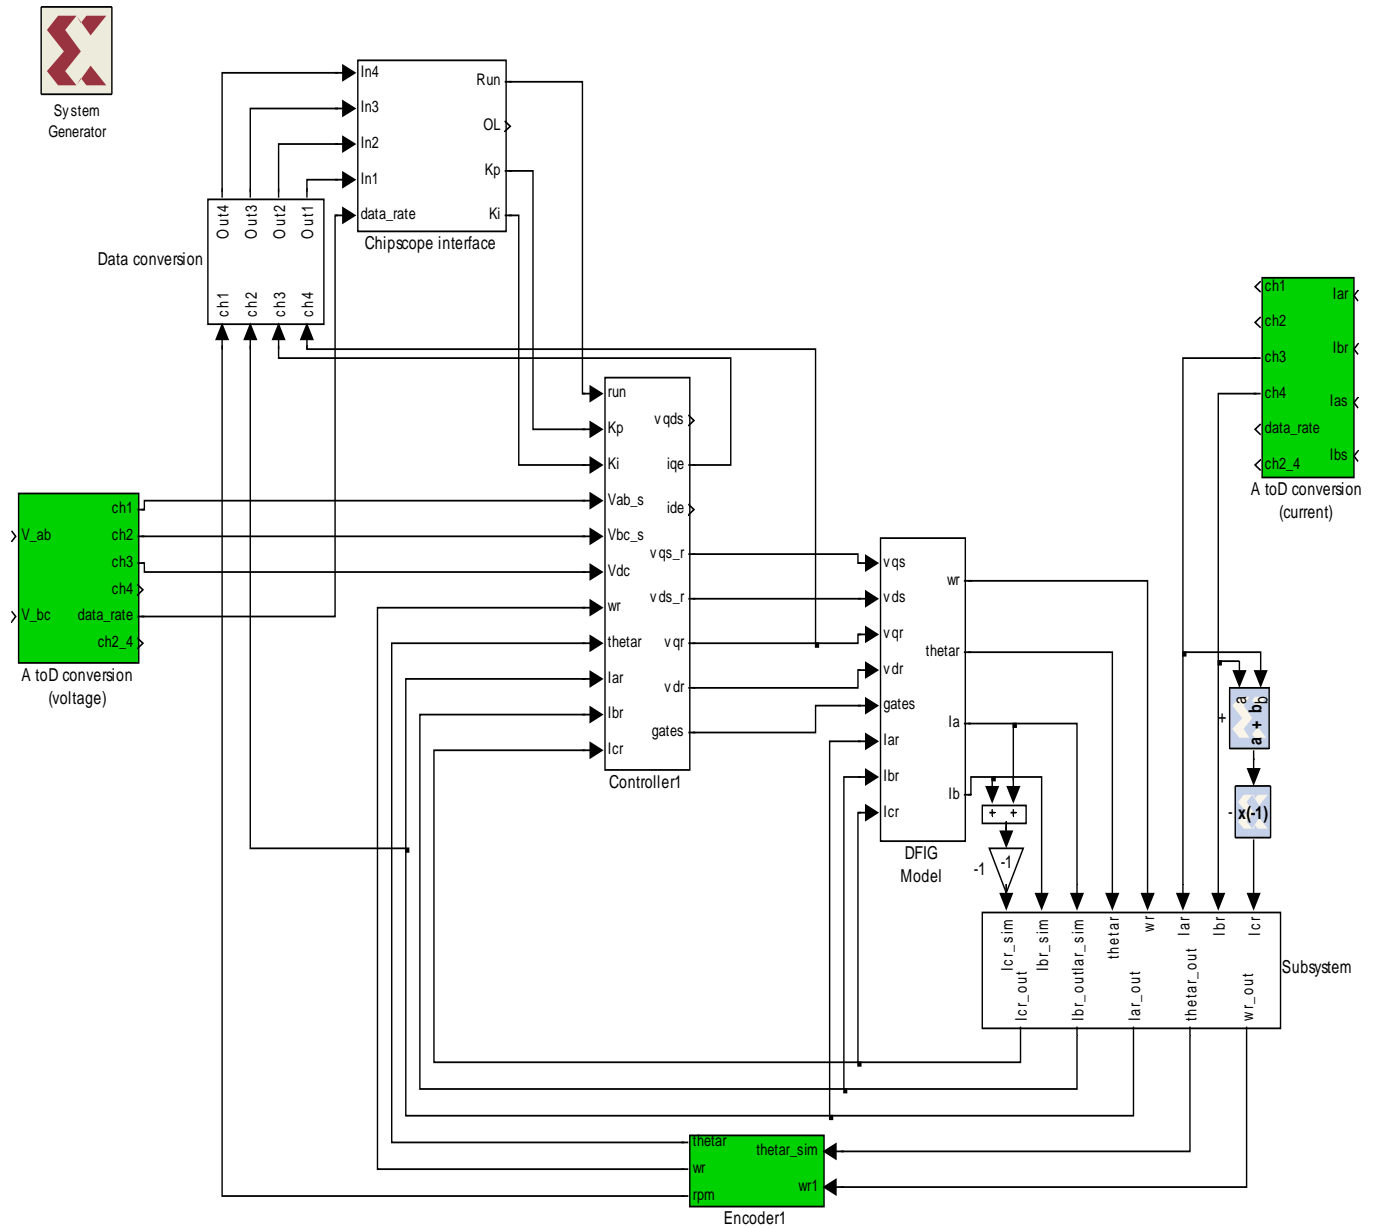 System
Generator
In4
In3
In2
In1
data_rate
Run
OL
Kp
Ki
Chipscope interface
Out4
Out3
Out2
Out1
ch1
ch2
ch3
ch4
Data conversion
ch1
ch2
ch3
ch4
data_rate
ch2_4
Iar
Ibr
Ias
Ibs
A toD conversion
(current)
V_ab
V_bc
ch1
ch2
ch3
ch4
data_rate
ch2_4
A toD conversion
(voltage)
run
Kp
Ki
Vab_s
Vbc_s
Vdc
wr
thetar
Iar
Ibr
Icr
vqds
iqe
ide
vqs_r
vds_r
vqr
vdr
gates
Controller1
vqs
vds
vqr
vdr
gates
Iar
Ibr
Icr
wr
thetar
Ia
Ib
DFIG
Model
+ +
-1
-1
a
b
a + b
+
x(-1)
-
Icr_sim
Ibr_sim
Iar_sim
thetar
wr
Iar
Ibr
Icr
Icr_out
Ibr_out
Iar_out
thetar_out
wr_out
Subsystem
thetar
wr
rpm
thetar_sim
wr1
Encoder1